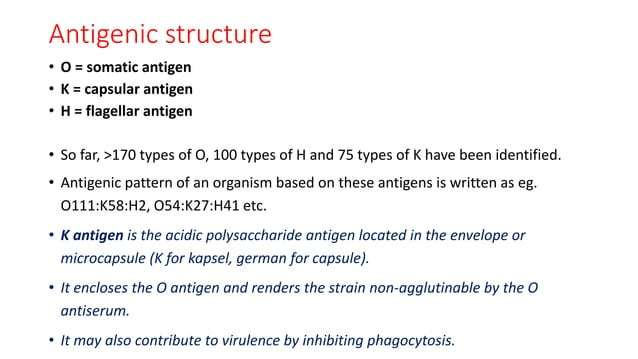 Antigenic structure
• O = somatic antigen
• K = capsular antigen
• H = flagellar antigen
• So far, >170 types of O, 100 types of H and 75 types of K have been identified.
• Antigenic pattern of an organism based on these antigens is written as eg.
O111:K58:H2, O54:K27:H41 etc.
• K antigen is the acidic polysaccharide antigen located in the envelope or
microcapsule (K for kapsel, german for capsule).
• It encloses the O antigen and renders the strain non-agglutinable by the O
antiserum.
• It may also contribute to virulence by inhibiting phagocytosis.